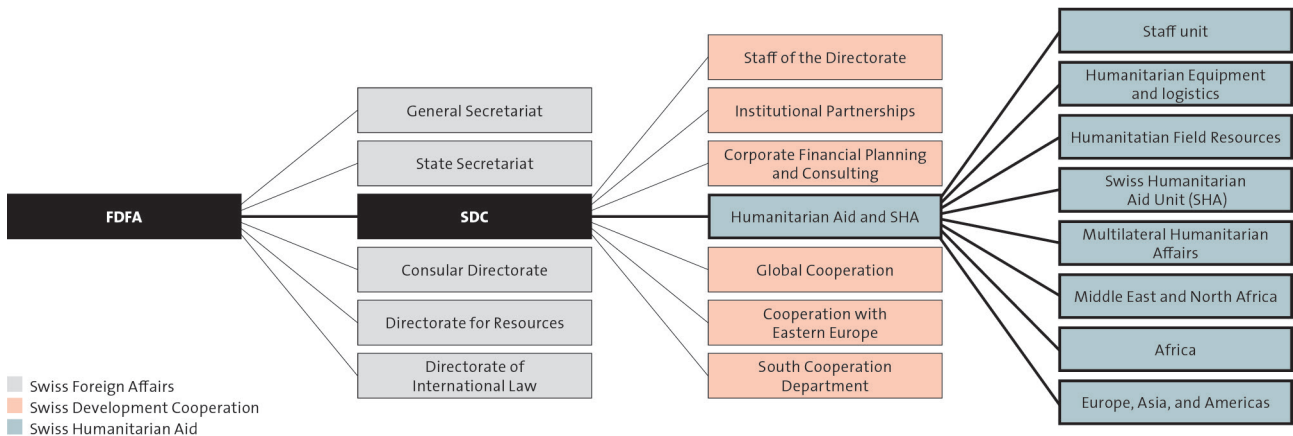 FDFA
General Secretariat
State Secretariat
SDC
Consular Directorate
Directorate for Resources
Directorate of
International Law
Staff of the Directorate
Institutional Partnerships
Corporate Financial Planning
and Consulting
Humanitarian Aid and SHA
Global Cooperation
Cooperation with
Eastern Europe
South Cooperation
Department
Staff unit
Humanitarian Equipment
and logistics
Humanitatian Field Resources
Swiss Humanitarian
Aid Unit (SHA)
Multilateral Humanitarian
Affairs
Middle East and North Africa
Africa
Europe, Asia, and Americas
Swiss Foreign Affairs
Swiss Development Cooperation
Swiss Humanitarian Aid